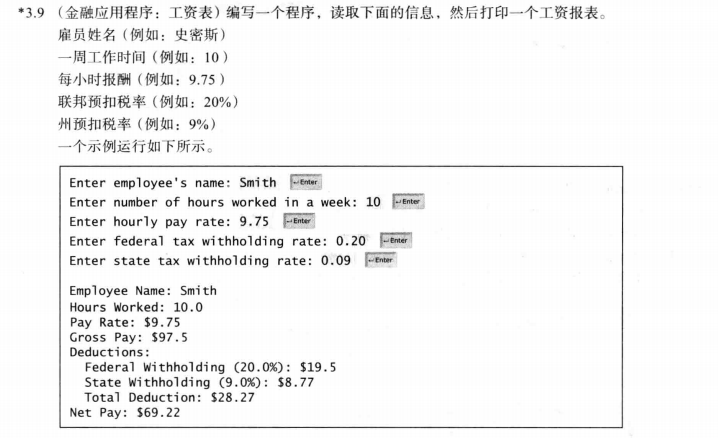 *3.9 (金融应用程序:工资表)编写一个程序,读取下面的信息,然后打印一个工资报表。
雇员姓名(例如:史密斯)
一周工作时间(例如:10)
每小时报酬(例如:9.75)
联邦预扣税率(例如:20%)
州预扣税率(例如:9%)
一个示例运行如下所示。
Enter employee's name: Smith ↵Enter
Enter number of hours worked in a week: 10 ↵Enter
Enter hourly pay rate: 9.75 ↵Enter
Enter federal tax withholding rate: 0.20 ↵Enter
Enter state tax withholding rate: 0.09 ↵Enter
Employee Name: Smith
Hours Worked: 10.0
Pay Rate: $9.75
Gross Pay: $97.5
Deductions:
Federal Withholding (20.0%): $19.5
State Withholding (9.0%): $8.77
Total Deduction: $28.27
Net Pay: $69.22